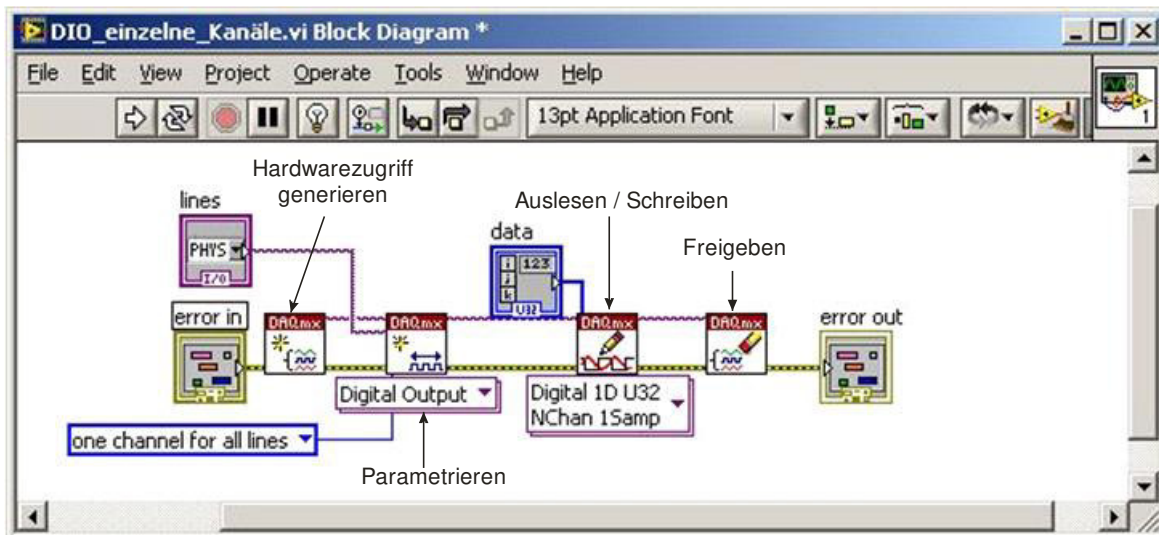 DIO_einzelne_Kanäle.vi Block Diagram *
File Edit View Project Operate Tools Window Help
13pt Application Font
1
Hardwarezugriff
generieren
lines
PHYS
I/O
Auslesen / Schreiben
data
i 123
j
k
U32
Freigeben
error in
DAQmx
DAQmx
DAQmx
DAQmx
error out
Digital Output
Digital 1D U32
NChan 1Samp
one channel for all lines
Parametrieren